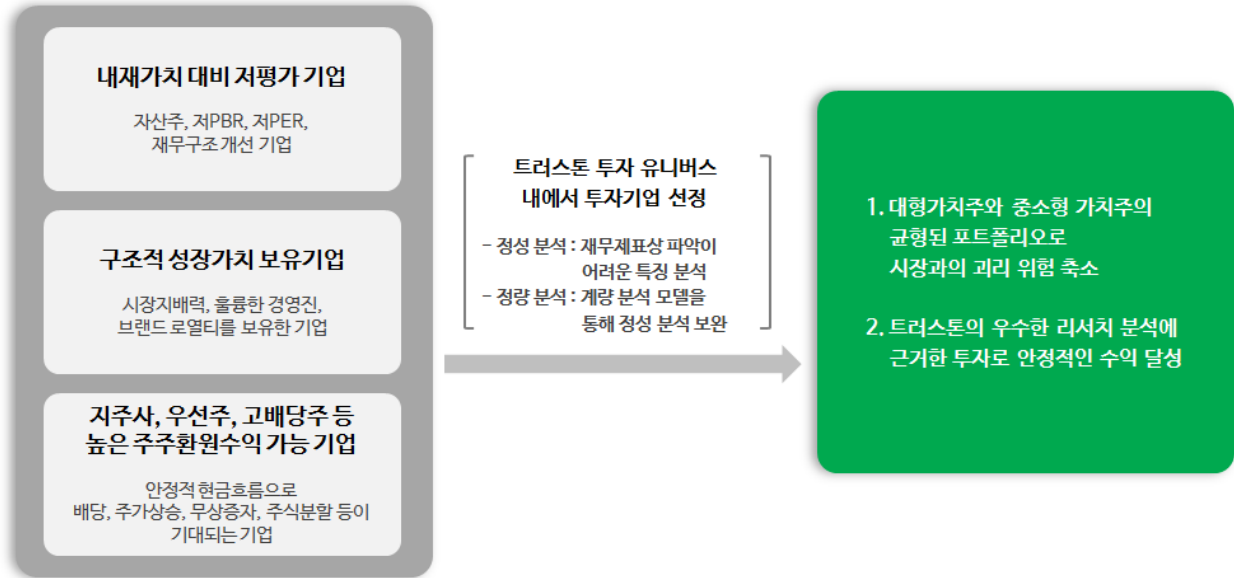 내재가치 대비 저평가 기업
자산주, 저PBR, 저PER,
재무구조 개선 기업
구조적 성장가치 보유기업
시장지배력, 훌륭한 경영진,
브랜드 로열티를 보유한 기업
지주사, 우선주, 고배당주 등
높은 주주환원수익 가능 기업
안정적 현금흐름으로
배당, 주가상승, 무상증자, 주식분할 등이
기대되는 기업
트러스톤 투자 유니버스
내에서 투자기업 선정
- 정성 분석 : 재무제표상 파악이
어려운 특징 분석
- 정량 분석 : 계량 분석 모델을
통해 정성 분석 보완
1. 대형가치주와 중소형 가치주의
균형된 포트폴리오로
시장과의 괴리 위험 축소
2. 트러스톤의 우수한 리서치 분석에
근거한 투자로 안정적인 수익 달성